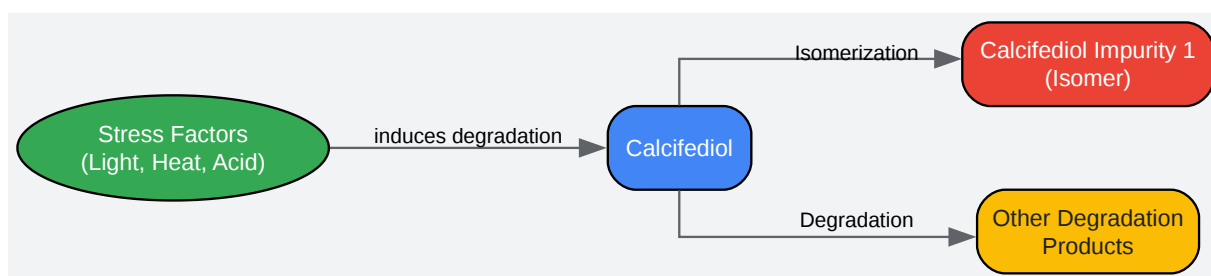 Isomerization
Calcifediol Impurity 1
(Isomer)
Stress Factors
(Light, Heat, Acid)
induces degradation
Calcifediol
Degradation
Other Degradation
Products